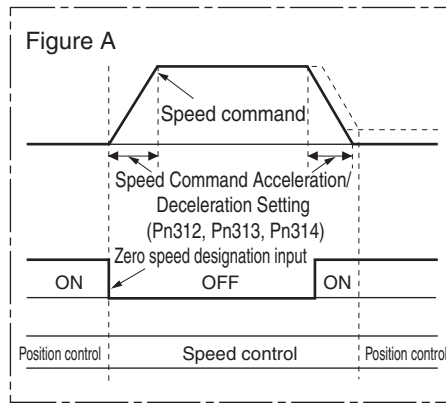 Figure A
Speed command
Speed Command Acceleration/
Deceleration Setting
(Pn312, Pn313, Pn314)
Zero speed designation input
ON OFF ON
Position control Speed control Position control